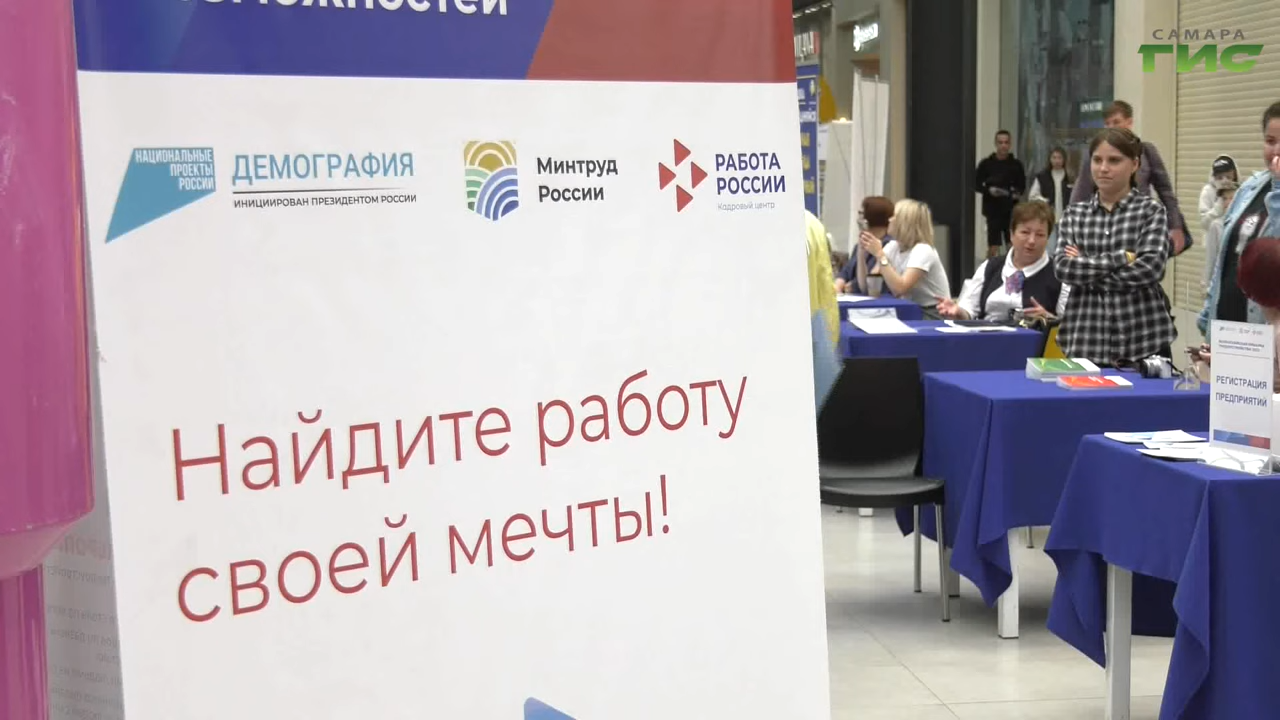 САМАРА
ГИС
НАЦИОНАЛЬНЫЕ
ПРОЕКТЫ
РОССИИ
ДЕМОГРАФИЯ
ИНИЦИИРОВАН ПРЕЗИДЕНТОМ РОССИИ
Минтруд
России
РАБОТА
РОССИИ
Кадровый центр
Найдите работу
своей мечты!
РЕГИСТРАЦИЯ
ПРЕДПРИЯТИЙ